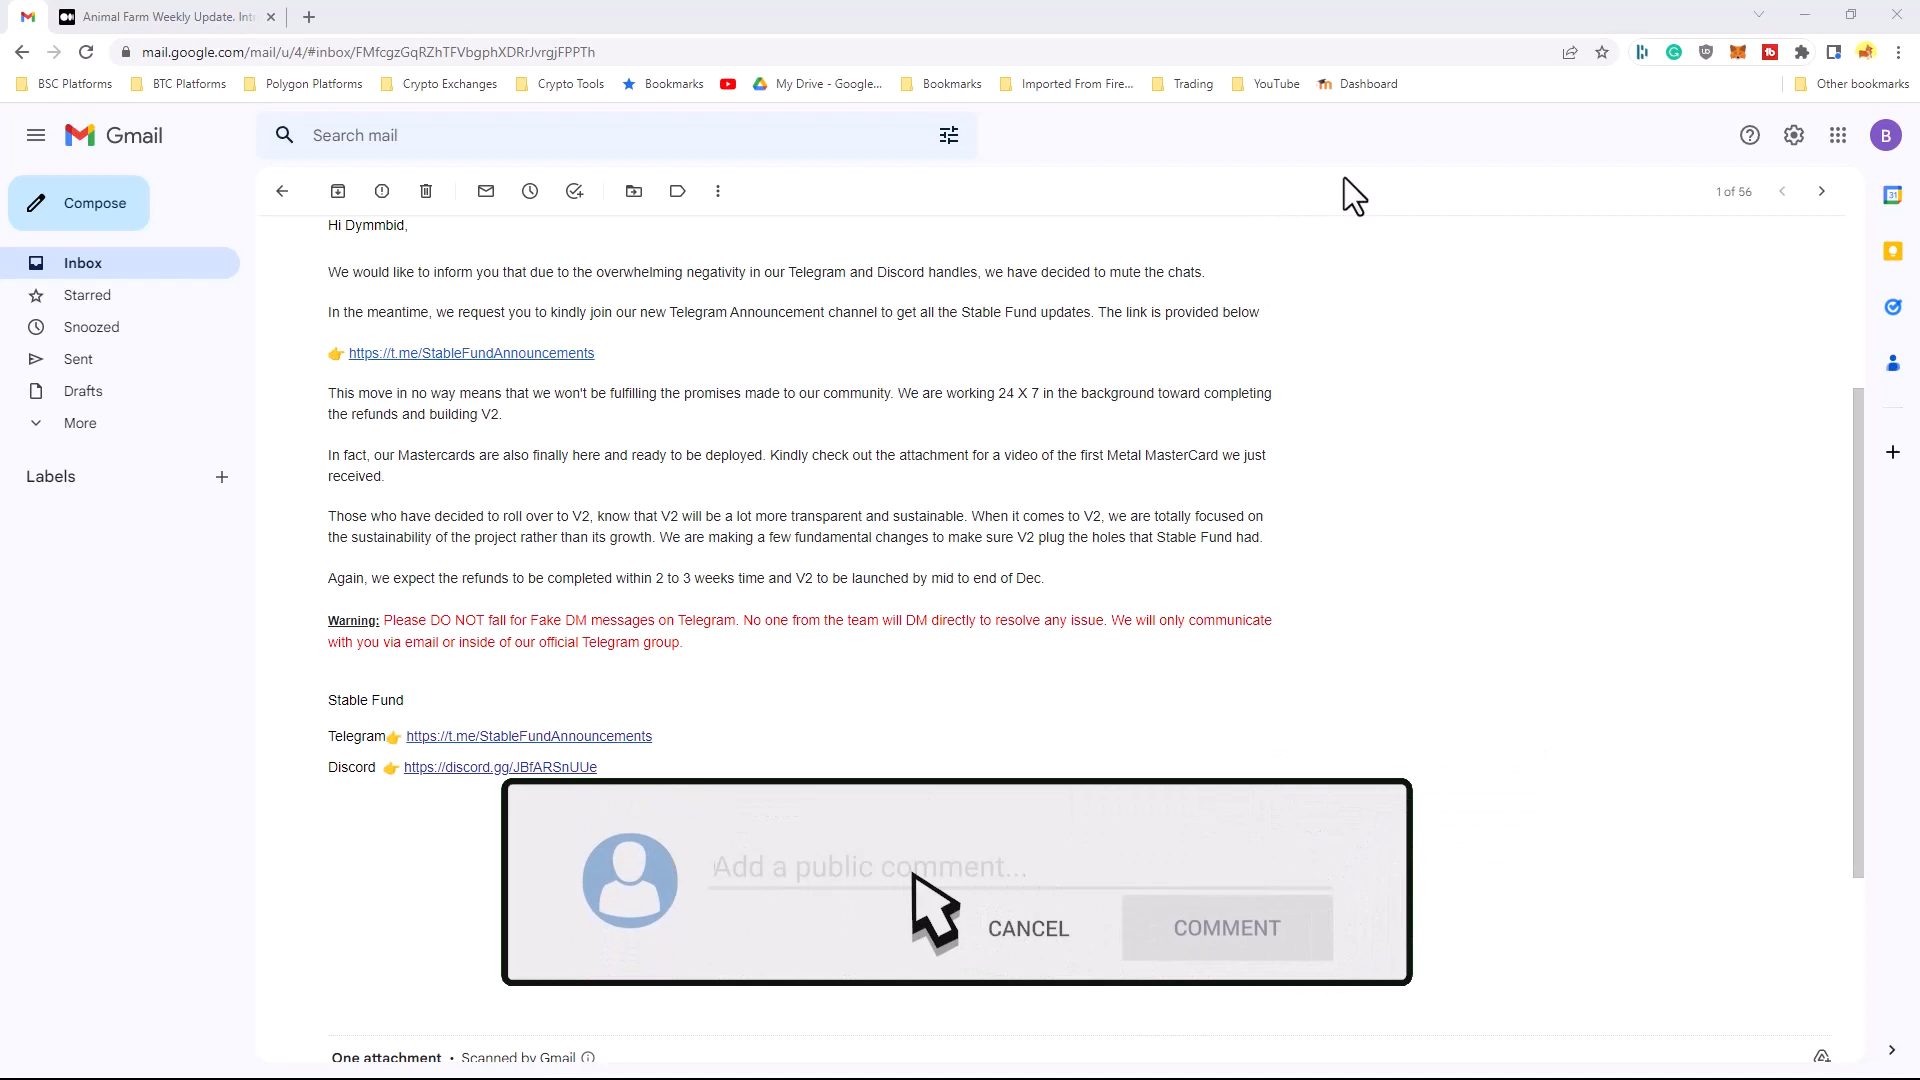 Animal Farm Weekly Update. Int
mail.google.com/mail/u/4/#inbox/FMfcgzGqRZhTFVbgphXDRrJvrgjFPPTh
BSC Platforms
BTC Platforms
Polygon Platforms
Crypto Exchanges
Crypto Tools
Bookmarks
My Drive - Google...
Bookmarks
Imported From Fire...
Trading
YouTube
Dashboard
Other bookmarks
Gmail
Search mail
B
Compose
1 of 56
Inbox
Starred
Snoozed
Sent
Drafts
More
Labels
31
Hi Dymmbid,
We would like to inform you that due to the overwhelming negativity in our Telegram and Discord handles, we have decided to mute the chats.
In the meantime, we request you to kindly join our new Telegram Announcement channel to get all the Stable Fund updates. The link is provided below
👉 https://t.me/StableFundAnnouncements
This move in no way means that we won't be fulfilling the promises made to our community. We are working 24 X 7 in the background toward completing
the refunds and building V2.
In fact, our Mastercards are also finally here and ready to be deployed. Kindly check out the attachment for a video of the first Metal MasterCard we just
received.
Those who have decided to roll over to V2, know that V2 will be a lot more transparent and sustainable. When it comes to V2, we are totally focused on
the sustainability of the project rather than its growth. We are making a few fundamental changes to make sure V2 plug the holes that Stable Fund had.
Again, we expect the refunds to be completed within 2 to 3 weeks time and V2 to be launched by mid to end of Dec.
Warning: Please DO NOT fall for Fake DM messages on Telegram. No one from the team will DM directly to resolve any issue. We will only communicate
with you via email or inside of our official Telegram group.
Stable Fund
Telegram👉 https://t.me/StableFundAnnouncements
Discord 👉 https://discord.gg/JBfARSnUUe
Add a public comment...
CANCEL
COMMENT
One attachment • Scanned by Gmail